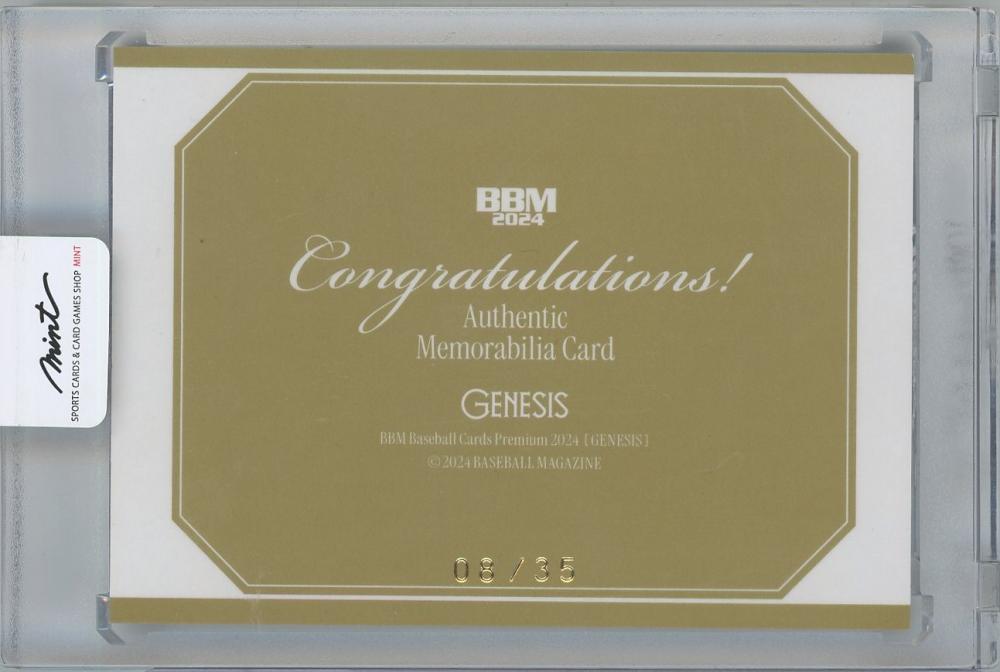 BBM
2024
Congratulations!
Authentic
Memorabilia Card
GENESIS
BBM Baseball Cards Premium 2024 [GENESIS]
©2024 BASEBALL MAGAZINE
08/35
mint
SPORTS CARDS & CARD GAMES SHOP MINT